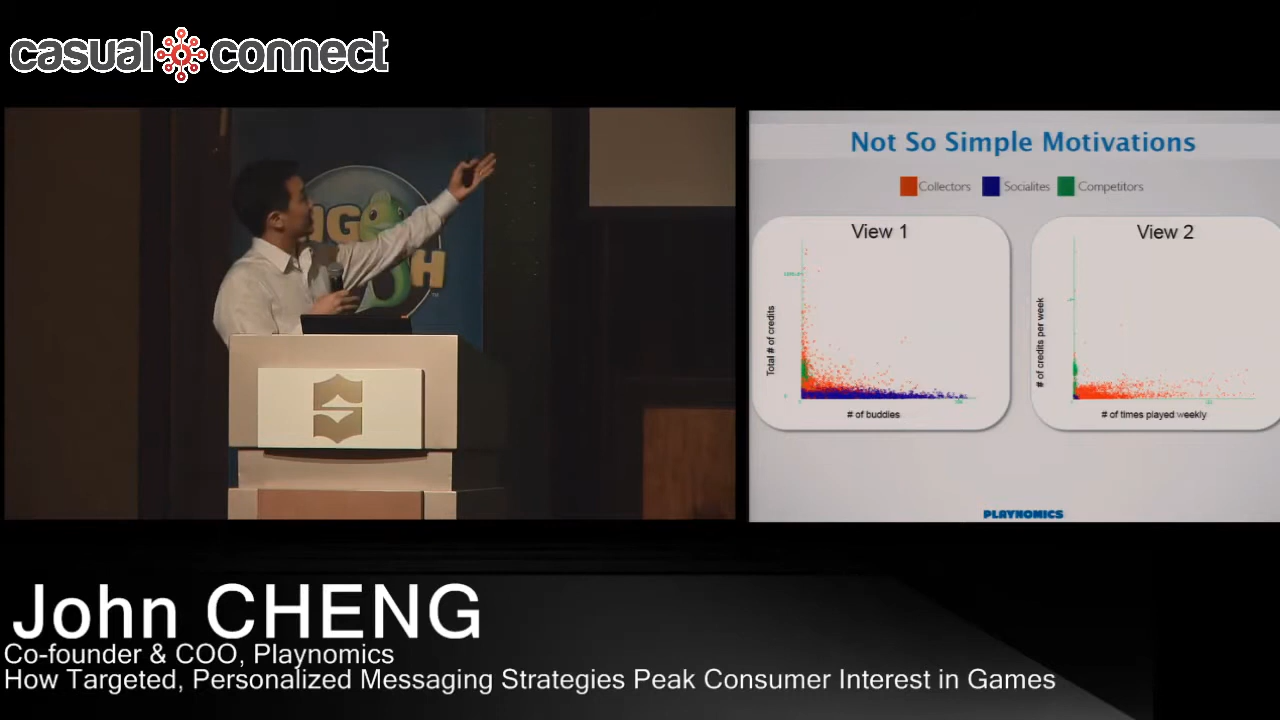 casual connect
Not So Simple Motivations
Collectors Socialites Competitors
View 1
Total # of credits
# of buddies
View 2
# of credits per week
# of times played weekly
PLAYNOMICS
John CHENG
Co-founder & COO, Playnomics
How Targeted, Personalized Messaging Strategies Peak Consumer Interest in Games